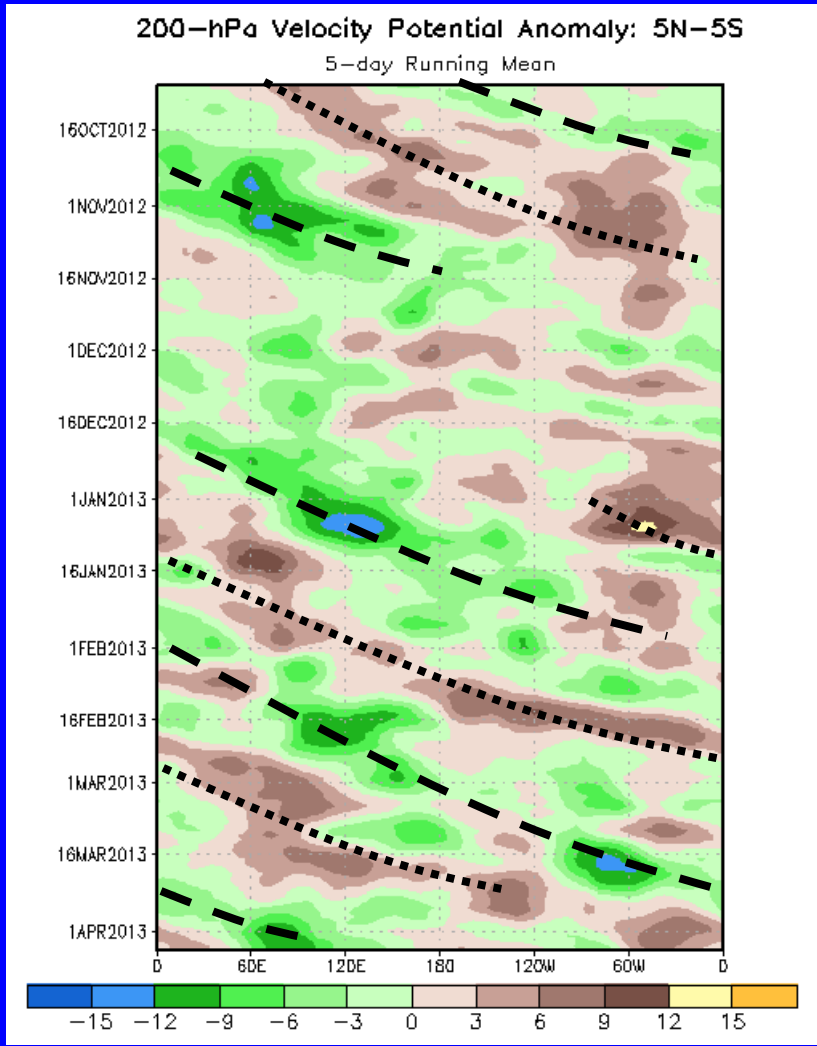 200-hPa Velocity Potential Anomaly: 5N-5S
5-day Running Mean
16OCT2012
1NOV2012
16NOV2012
1DEC2012
16DEC2012
1JAN2013
16JAN2013
1FEB2013
16FEB2013
1MAR2013
16MAR2013
1APR2013
0 60E 120E 180 120W 60W 0
-15 -12 -9 -6 -3 0 3 6 9 12 15